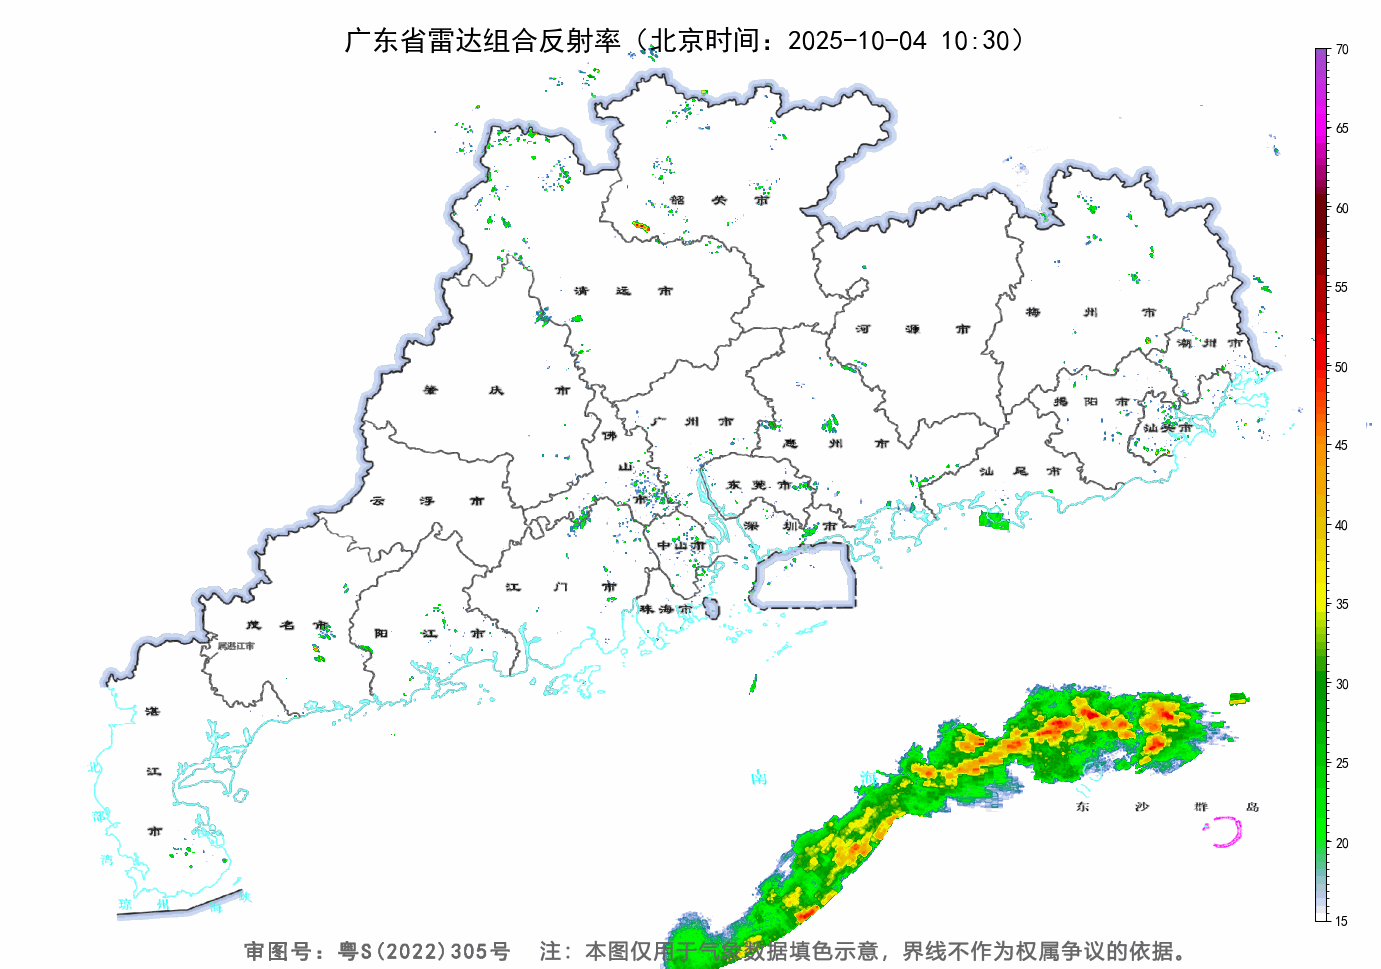 广东省雷达组合反射率（北京时间：2025-10-04 10:30）
70
65
60
55
50
45
40
35
30
25
20
15
韶 关 市
清 远 市
河 源 市
梅 州 市
潮 州 市
肇 庆 市
揭 阳 市
广 州 市
汕头市
佛山市
惠 州 市
汕 尾 市
东 莞 市
云 浮 市
深 圳 市
中山市
江 门 市
珠海市
茂 名 市
阳 江 市
属湛江市
湛江市
北部湾
南 海
东 沙 群 岛
琼 州 海 峡
审图号：粤S(2022)305号 注：本图仅用于气象数据填色示意，界线不作为权属争议的依据。